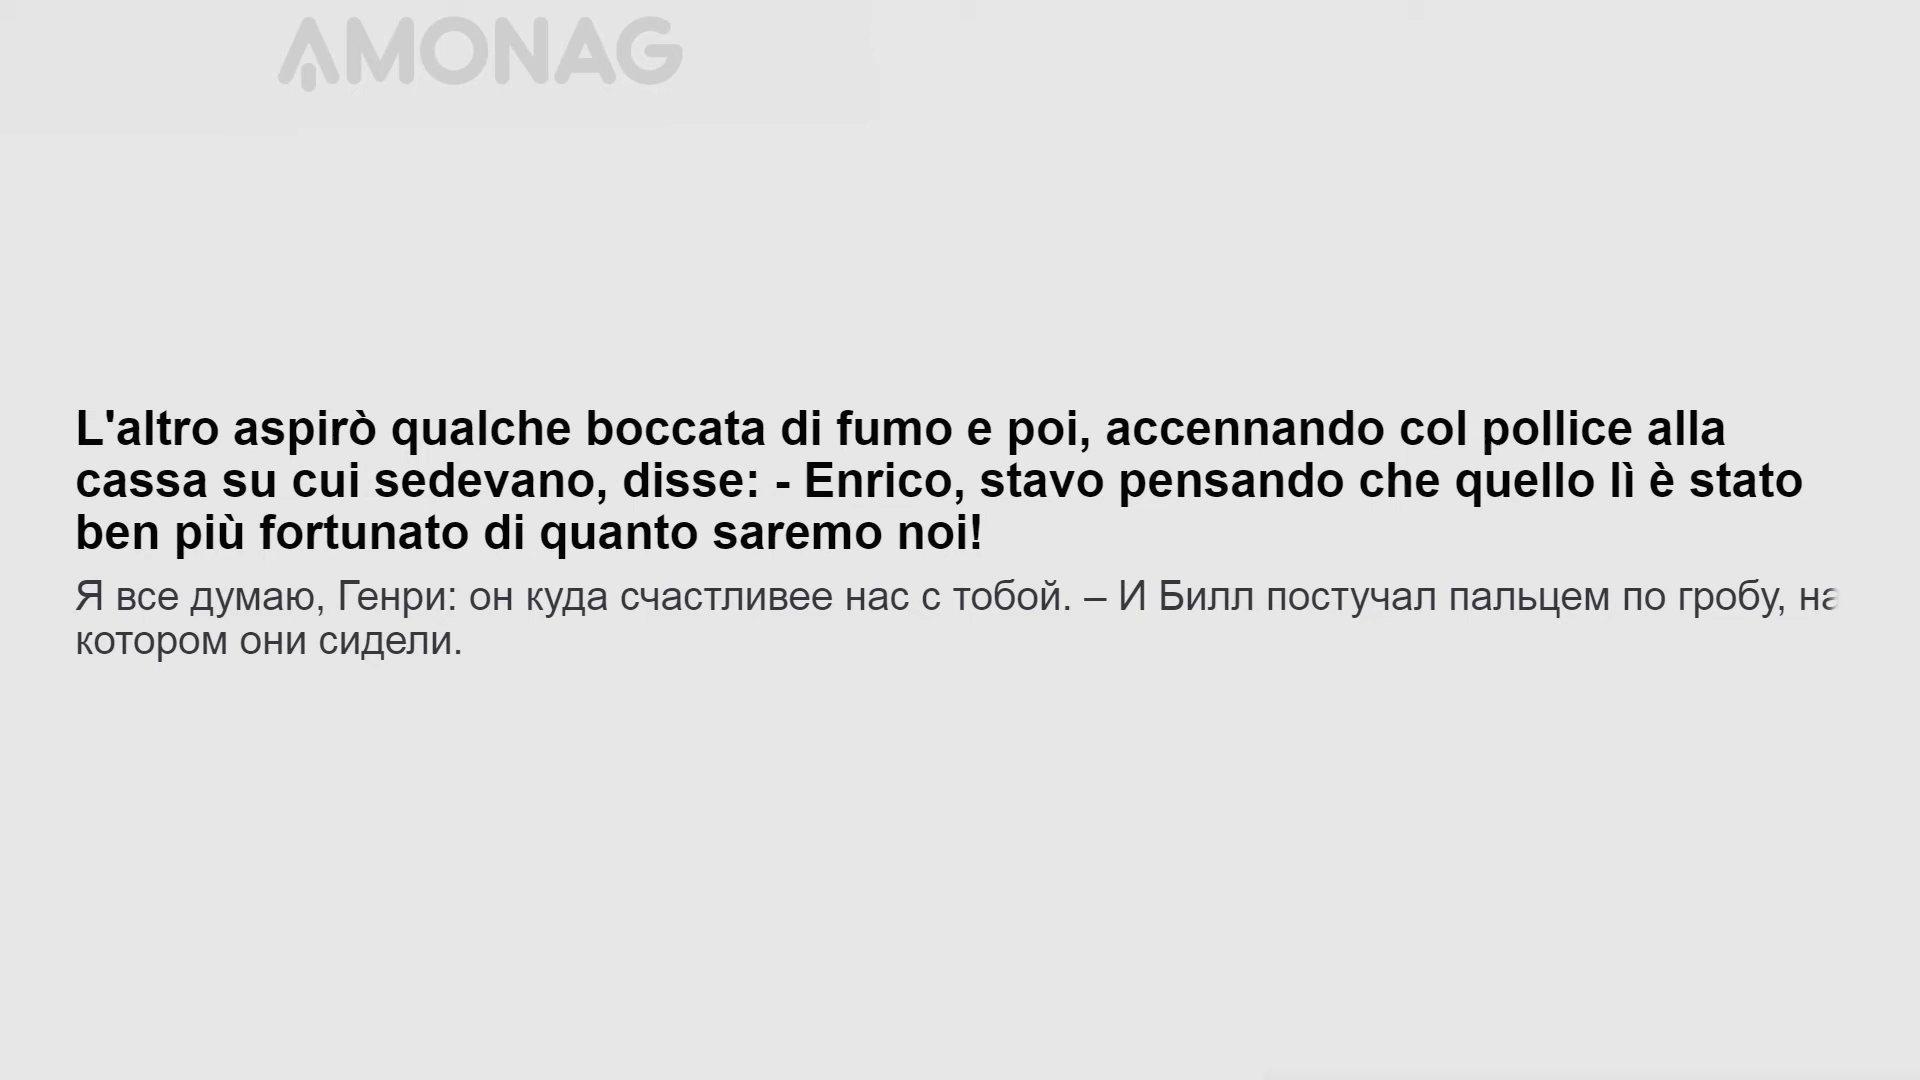 AMONAG
L'altro aspirò qualche boccata di fumo e poi, accennando col pollice alla
cassa su cui sedevano, disse: - Enrico, stavo pensando che quello lì è stato
ben più fortunato di quanto saremo noi!
Я все думаю, Генри: он куда счастливее нас с тобой. – И Билл постучал пальцем по гробу, на
котором они сидели.